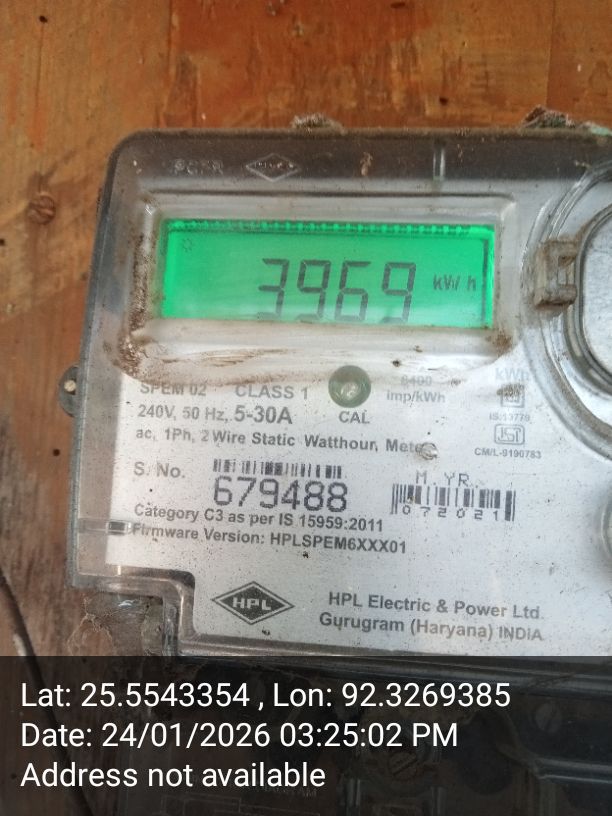 3969 kWh
SPEM 02 CLASS 1 6400 kWh
240V, 50 Hz, 5-30A CAL imp/kWh
IS:13779
ac, 1Ph, 2 Wire Static Watthour, Meter
CM/L-9190783
S. No. M. YR.
679488 072021
Category C3 as per IS 15959:2011
Firmware Version: HPLSPEM6XXX01
HPL HPL Electric & Power Ltd.
Gurugram (Haryana) INDIA
Lat: 25.5543354 , Lon: 92.3269385
Date: 24/01/2026 03:25:02 PM
Address not available